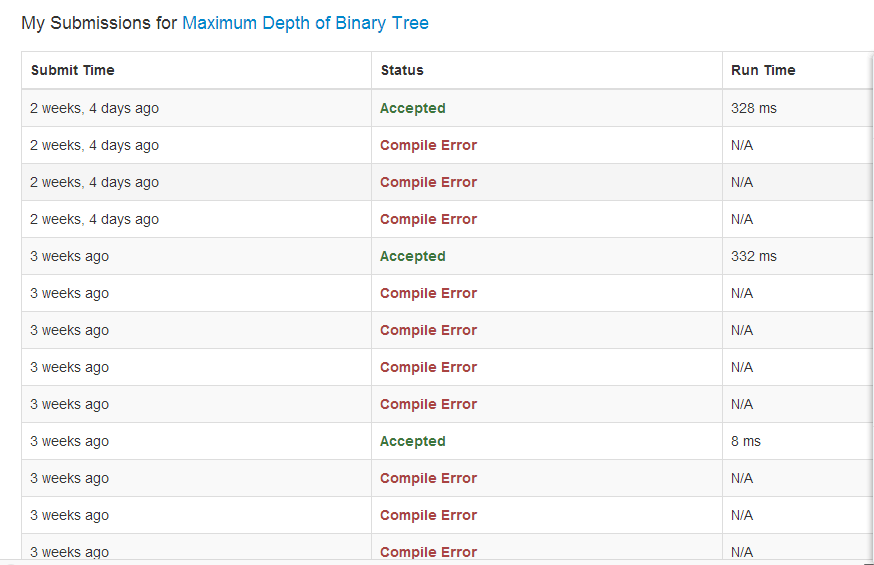 My Submissions for Maximum Depth of Binary Tree
Submit Time Status Run Time
2 weeks, 4 days ago Accepted 328 ms
2 weeks, 4 days ago Compile Error N/A
2 weeks, 4 days ago Compile Error N/A
2 weeks, 4 days ago Compile Error N/A
3 weeks ago Accepted 332 ms
3 weeks ago Compile Error N/A
3 weeks ago Compile Error N/A
3 weeks ago Compile Error N/A
3 weeks ago Compile Error N/A
3 weeks ago Accepted 8 ms
3 weeks ago Compile Error N/A
3 weeks ago Compile Error N/A
3 weeks ago Compile Error N/A